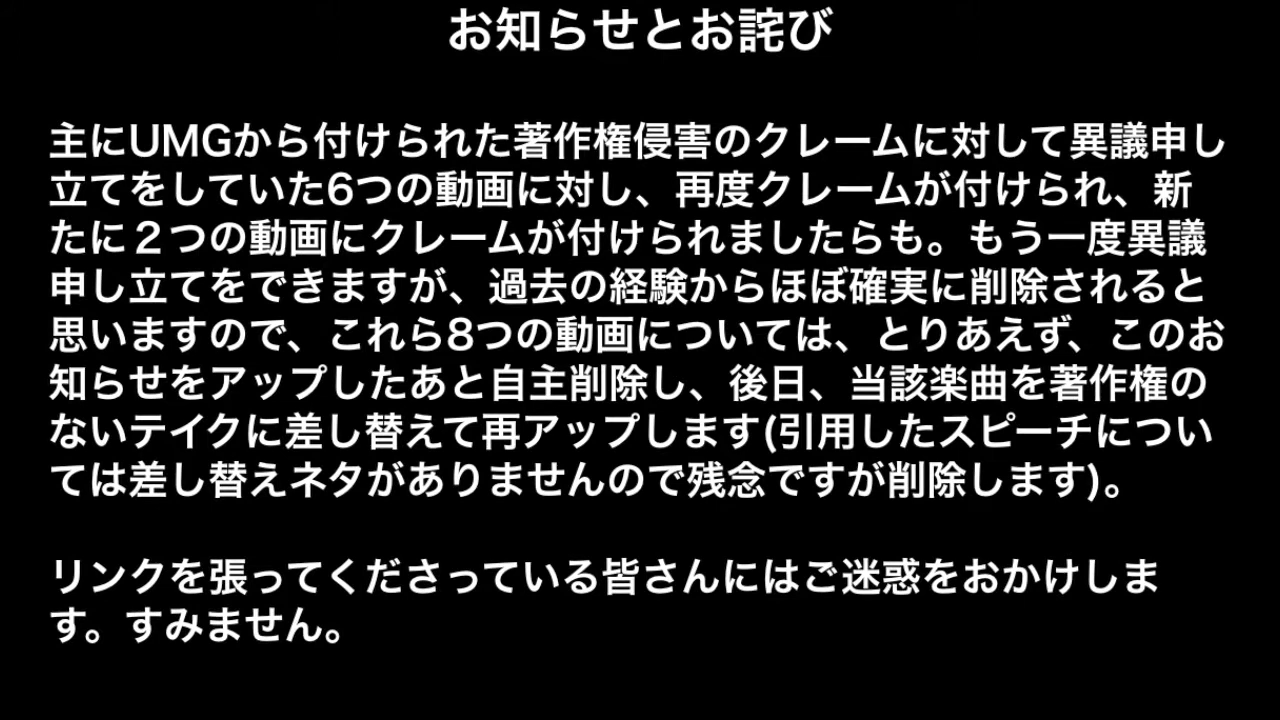 お知らせとお詫び
主にUMGから付けられた著作権侵害のクレームに対して異議申し
立てをしていた6つの動画に対し、再度クレームが付けられ、新
たに２つの動画にクレームが付けられましたらも。もう一度異議
申し立てをできますが、過去の経験からほぼ確実に削除されると
思いますので、これら8つの動画については、とりあえず、このお
知らせをアップしたあと自主削除し、後日、当該楽曲を著作権の
ないテイクに差し替えて再アップします(引用したスピーチについ
ては差し替えネタがありませんので残念ですが削除します)。
リンクを張ってくださっている皆さんにはご迷惑をおかけしま
す。すみません。